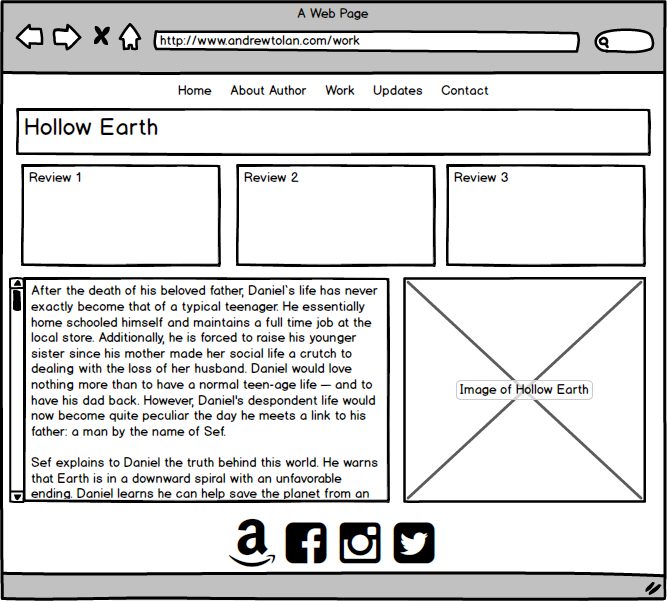 A Web Page
http://www.andrewtolan.com/work
Home About Author Work Updates Contact
Hollow Earth
Review 1
Review 2
Review 3
After the death of his beloved father, Daniel`s life has never
exactly become that of a typical teenager. He essentially
home schooled himself and maintains a full time job at the
local store. Additionally, he is forced to raise his younger
sister since his mother made her social life a crutch to
dealing with the loss of her husband. Daniel would love
nothing more than to have a normal teen-age life — and to
have his dad back. However, Daniel's despondent life would
now become quite peculiar the day he meets a link to his
father: a man by the name of Sef.
Sef explains to Daniel the truth behind this world. He warns
that Earth is in a downward spiral with an unfavorable
ending. Daniel learns he can help save the planet from an
Image of Hollow Earth